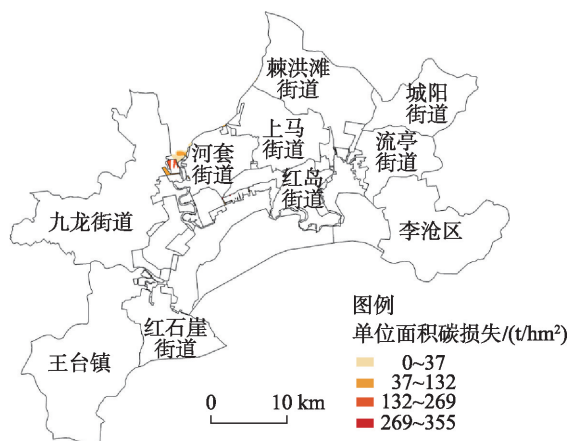 棘洪滩
街道
城阳
街道
上马
街道
流亭
街道
河套
街道
红岛
街道
九龙街道
李沧区
红石崖
街道
王台镇
图例
单位面积碳损失/(t/hm²)
0~37
37~132
132~269
269~355
0 10 km